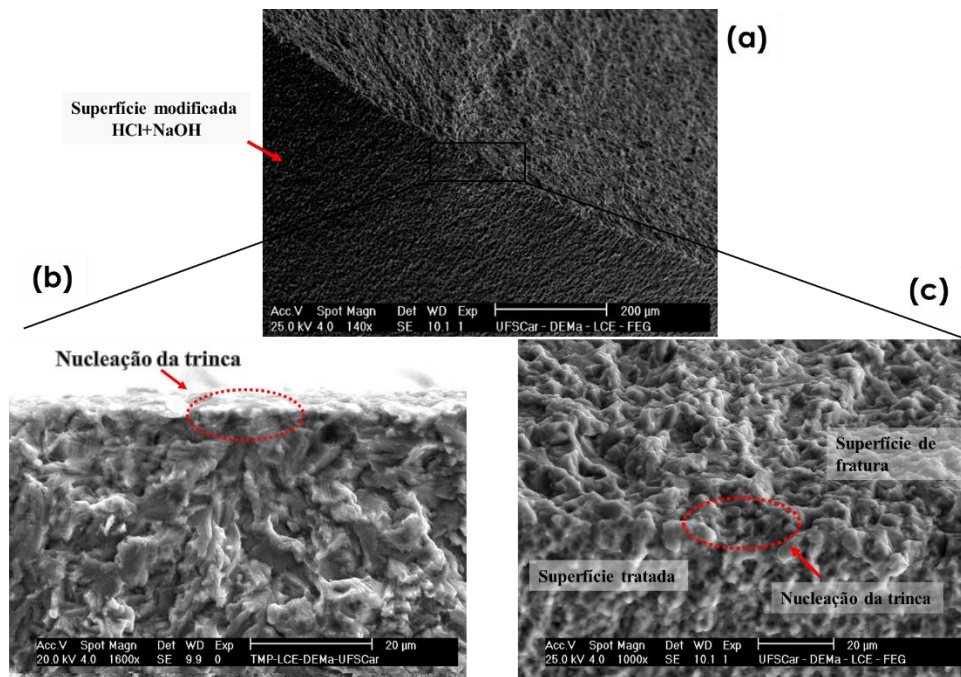 (a)
Superfície modificada
HCl+NaOH
Acc.V Spot Magn Det WD Exp 200 µm
25.0 kV 4.0 140x SE 10.1 1 UFSCar - DEMa - LCE - FEG
(b)
Nucleação da trinca
Acc.V Spot Magn Det WD Exp 20 µm
20.0 kV 4.0 1600x SE 9.9 0 TMP-LCE-DEMa-UFSCar
(c)
Superfície de
fratura
Superfície tratada
Nucleação da trinca
Acc.V Spot Magn Det WD Exp 20 µm
25.0 kV 4.0 1000x SE 10.1 1 UFSCar - DEMa - LCE - FEG